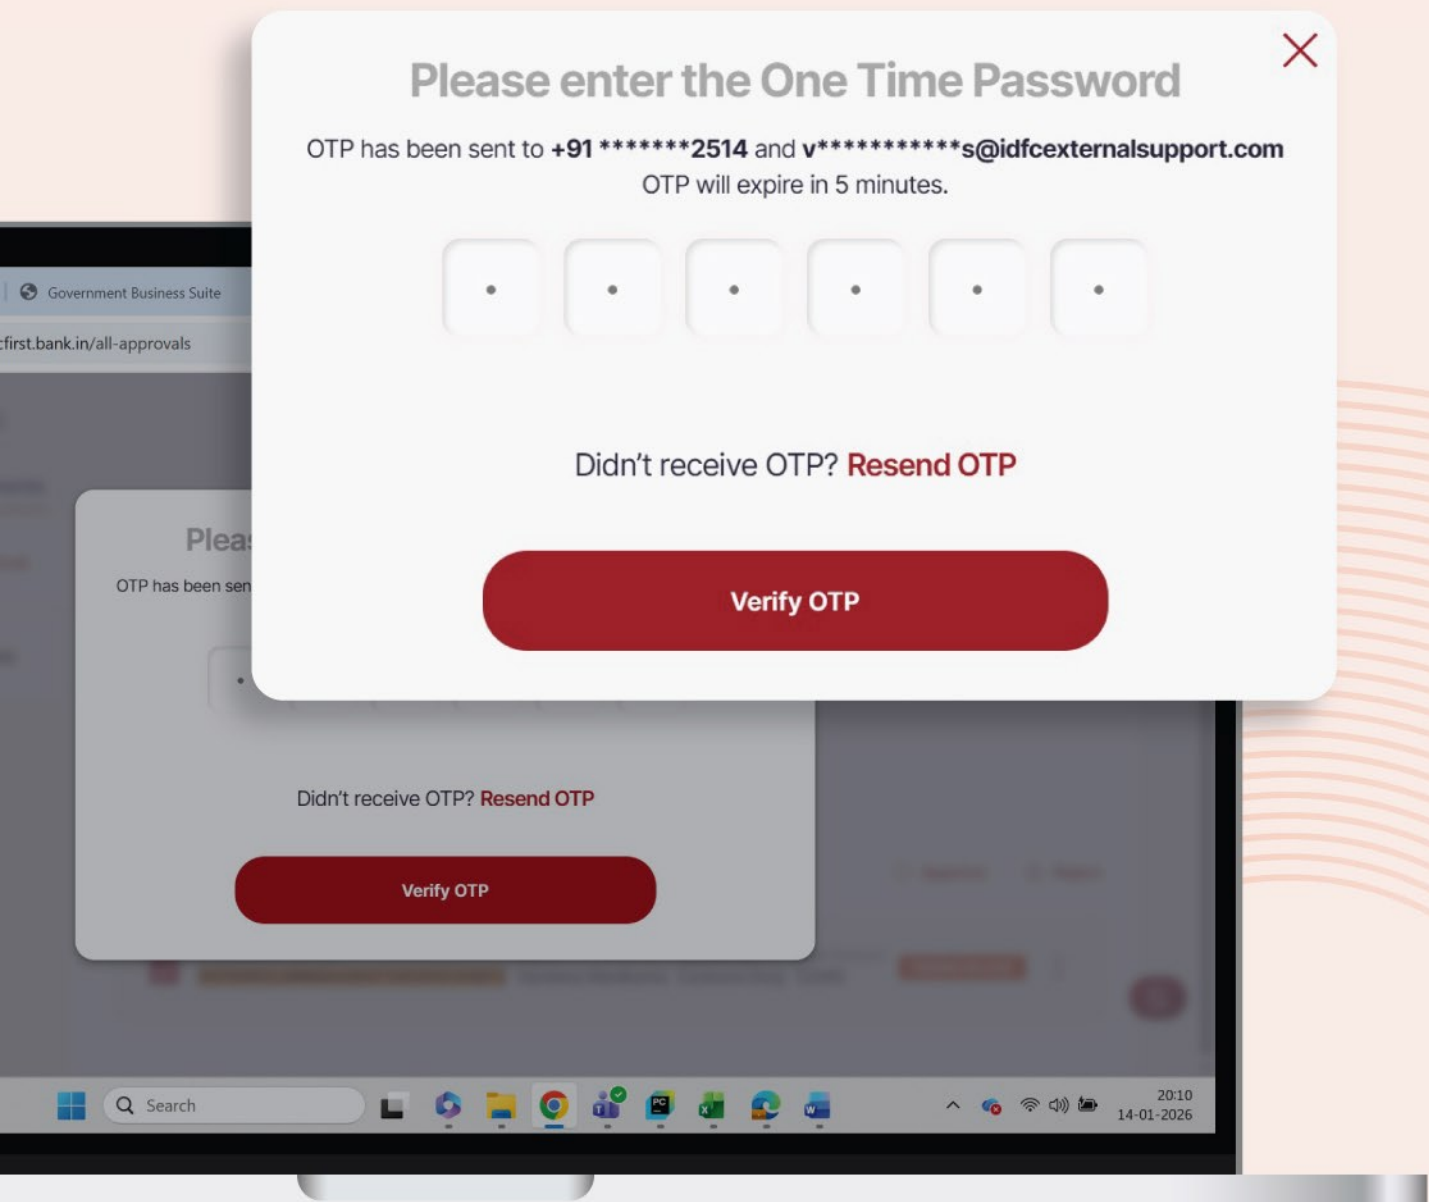 Please enter the One Time Password
OTP has been sent to +91 *******2514 and v***********s@idfcexternalsupport.com
OTP will expire in 5 minutes.
Didn't receive OTP? Resend OTP
Verify OTP
Government Business Suite
cfirst.bank.in/all-approvals
Pleas
OTP has been sen
Didn't receive OTP? Resend OTP
Verify OTP
Search
20:10
14-01-2026